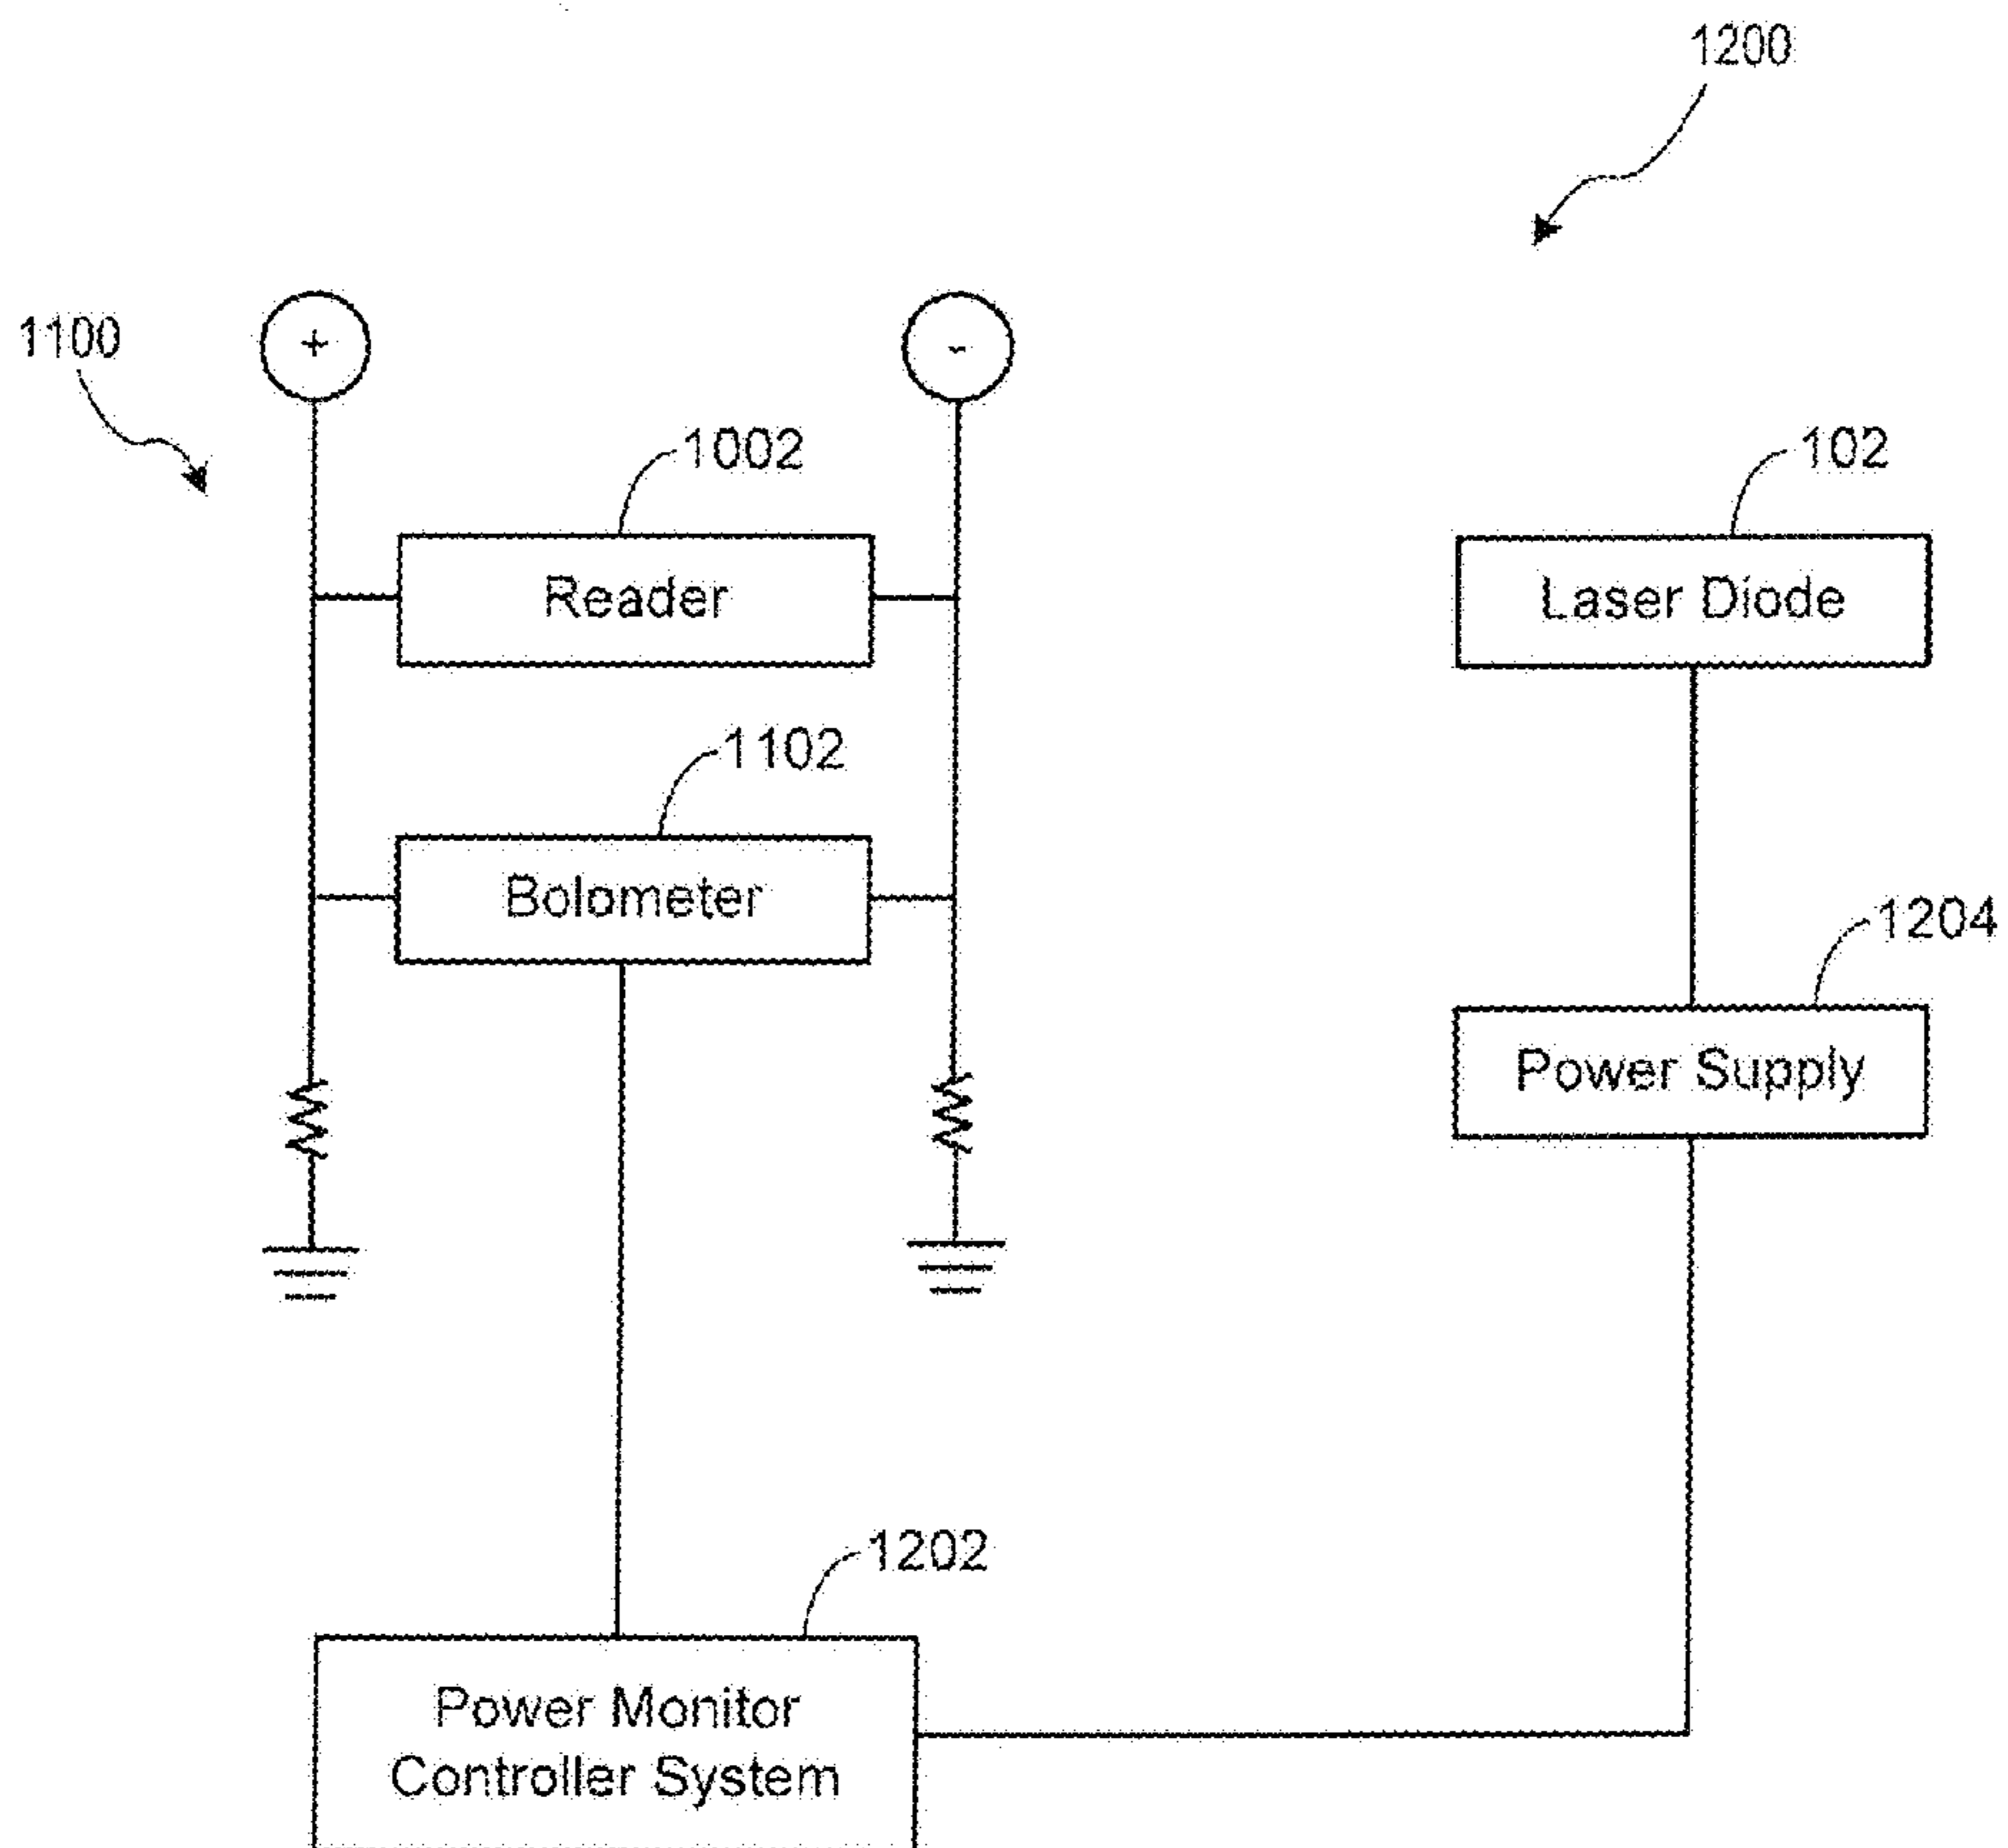 1200
1100
+
-
1002
102
Reader
Laser Diode
1102
Bolometer
1204
Power Supply
1202
Power Monitor
Controller System